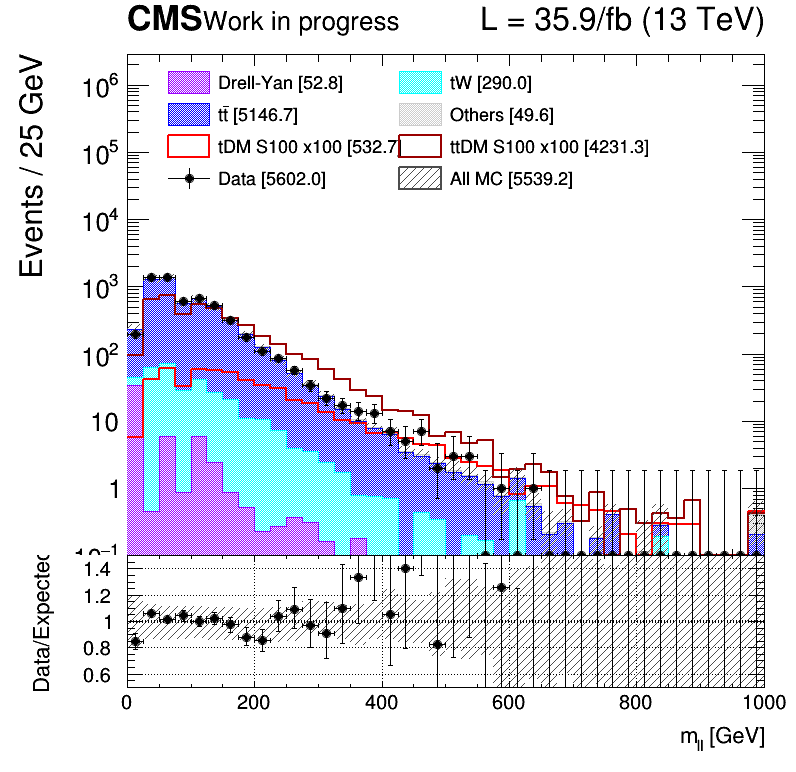 CMS Work in progress L = 35.9/fb (13 TeV)
Events / 25 GeV
10⁶
10⁵
10⁴
10³
10²
10
1
10⁻¹
Drell-Yan [52.8] tW [290.0]
tt̄ [5146.7] Others [49.6]
tDM S100 x100 [532.7] ttDM S100 x100 [4231.3]
Data [5602.0] All MC [5539.2]
Data/Expected
1.4
1.2
1
0.8
0.6
0 200 400 600 800 1000
m_ll [GeV]